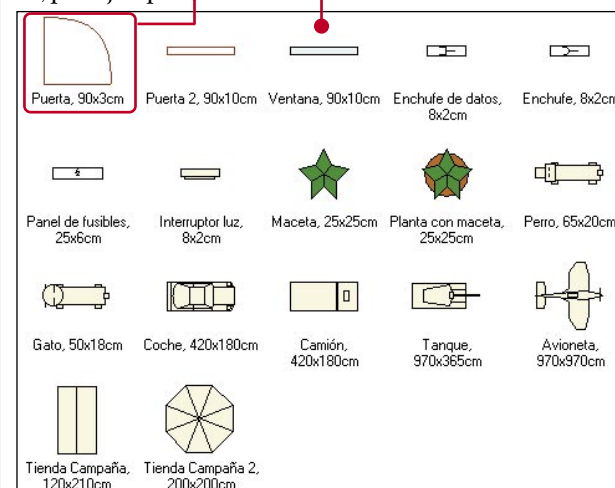 Puerta, 90x3cm
Puerta 2, 90x10cm
Ventana, 90x10cm
Enchufe de datos,
8x2cm
Enchufe, 8x2cm
Panel de fusibles,
25x6cm
Interruptor luz,
8x2cm
Maceta, 25x25cm
Planta con maceta,
25x25cm
Perro, 65x20cm
Gato, 50x18cm
Coche, 420x180cm
Camión,
420x180cm
Tanque,
970x365cm
Avioneta,
970x970cm
Tienda Campaña,
120x210cm
Tienda Campaña 2,
200x200cm